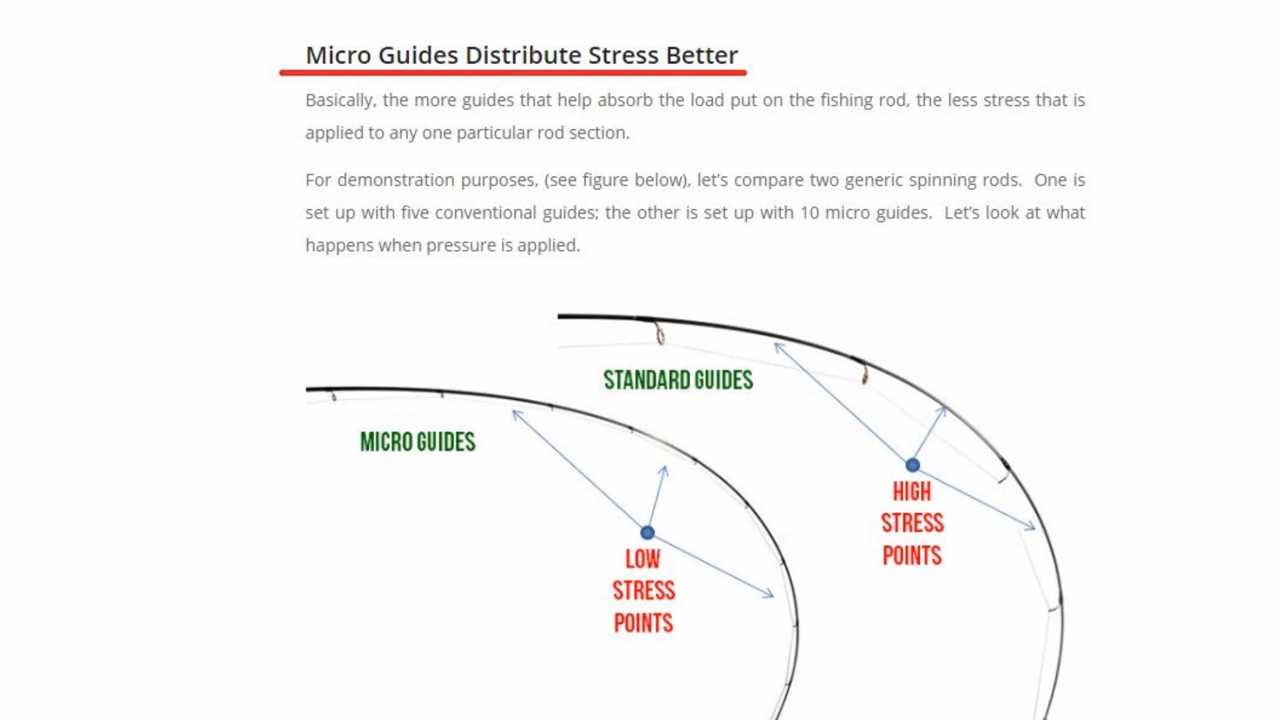 Micro Guides Distribute Stress Better
Basically, the more guides that help absorb the load put on the fishing rod, the less stress that is
applied to any one particular rod section.
For demonstration purposes, (see figure below), let’s compare two generic spinning rods.  One is
set up with five conventional guides; the other is set up with 10 micro guides.  Let’s look at what
happens when pressure is applied.
STANDARD GUIDES
MICRO GUIDES
HIGH
STRESS
POINTS
LOW
STRESS
POINTS